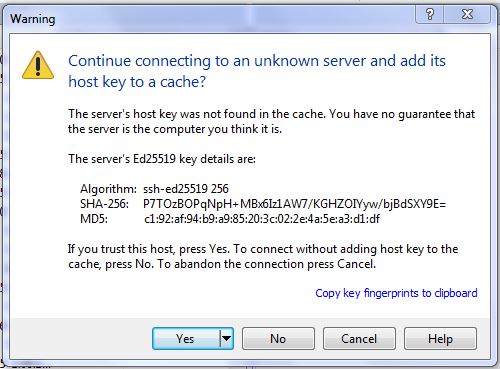 Warning
Continue connecting to an unknown server and add its
host key to a cache?
The server's host key was not found in the cache. You have no guarantee that
the server is the computer you think it is.
The server's Ed25519 key details are:
Algorithm: ssh-ed25519 256
SHA-256: P7TOzBOPqNpH+MBx6Iz1AW7/KGHZOIYyw/bjBdSXY9E=
MD5: c1:92:af:94:b9:a9:85:20:3c:02:2e:4a:5e:a3:d1:df
If you trust this host, press Yes. To connect without adding host key to the
cache, press No. To abandon the connection press Cancel.
Copy key fingerprints to clipboard
Yes No Cancel Help